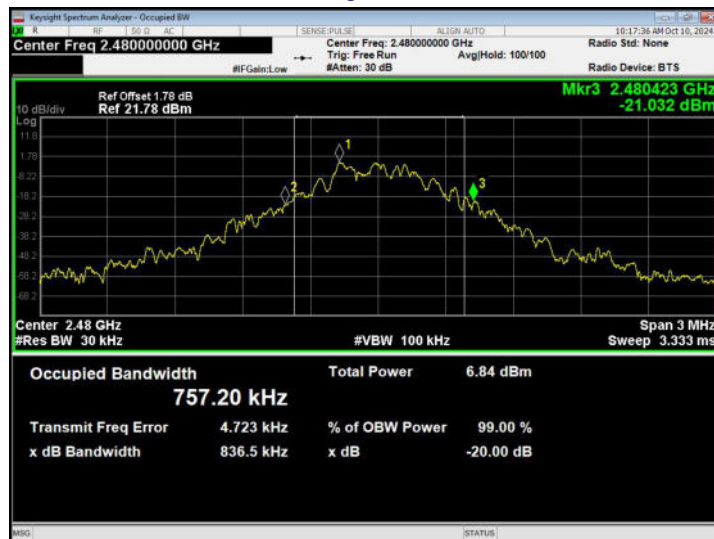 Keysight Spectrum Analyzer - Occupied BW
RF 50 Ω AC SENSE:PULSE ALIGN AUTO 10:17:36 AM Oct 10, 2024
Center Freq 2.480000000 GHz Center Freq: 2.480000000 GHz Radio Std: None
Trig: Free Run Avg|Hold: 100/100
#IFGain:Low #Atten: 30 dB Radio Device: BTS
Ref Offset 1.78 dB Mkr3 2.480423 GHz
10 dB/div Ref 21.78 dBm -21.032 dBm
Log
11.8
1.78
-8.22
-18.2
-28.2
-38.2
-48.2
-58.2
-68.2
1
2
3
Center 2.48 GHz Span 3 MHz
#Res BW 30 kHz #VBW 100 kHz Sweep 3.333 ms
Occupied Bandwidth Total Power 6.84 dBm
757.20 kHz
Transmit Freq Error 4.723 kHz % of OBW Power 99.00 %
x dB Bandwidth 836.5 kHz x dB -20.00 dB
MSG STATUS